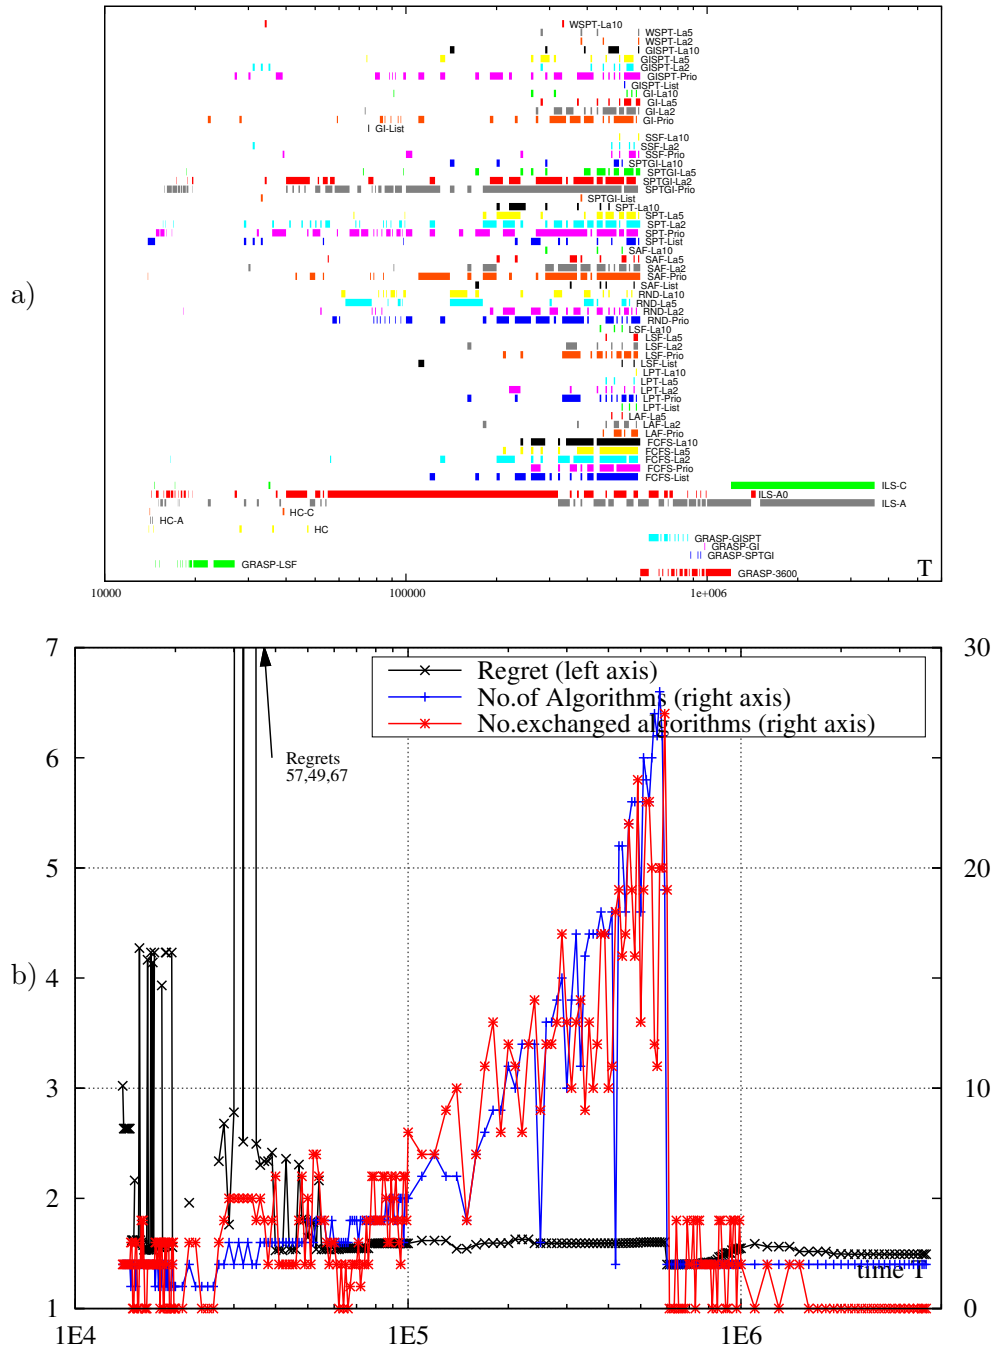 a)
WSPT-La10
WSPT-La5
WSPT-La2
GISPT-La10
GISPT-La5
GISPT-La2
GISPT-Prio
GISPT-List
GI-La10
GI-La5
GI-La2
GI-Prio
GI-List
SSF-La10
SSF-La2
SSF-Prio
SPTGI-La10
SPTGI-La5
SPTGI-La2
SPTGI-Prio
SPTGI-List
SPT-La10
SPT-La5
SPT-La2
SPT-Prio
SPT-List
SAF-La10
SAF-La5
SAF-La2
SAF-Prio
SAF-List
RND-La10
RND-La5
RND-La2
RND-Prio
LSF-La10
LSF-La5
LSF-La2
LSF-Prio
LSF-List
LPT-La10
LPT-La5
LPT-La2
LPT-Prio
LPT-List
LAF-La5
LAF-La2
LAF-Prio
FCFS-La10
FCFS-La5
FCFS-La2
FCFS-Prio
FCFS-List
ILS-C
ILS-A0
ILS-A
HC-C
HC-A
HC
GRASP-GISPT
GRASP-GI
GRASP-SPTGI
GRASP-LSF
GRASP-3600
T
10000 100000 1e+006
b)
7 30
Regret (left axis)
No.of Algorithms (right axis)
No.exchanged algorithms (right axis)
6
Regrets
57,49,67
5 20
4
3 10
2
time T
1 0
1E4 1E5 1E6